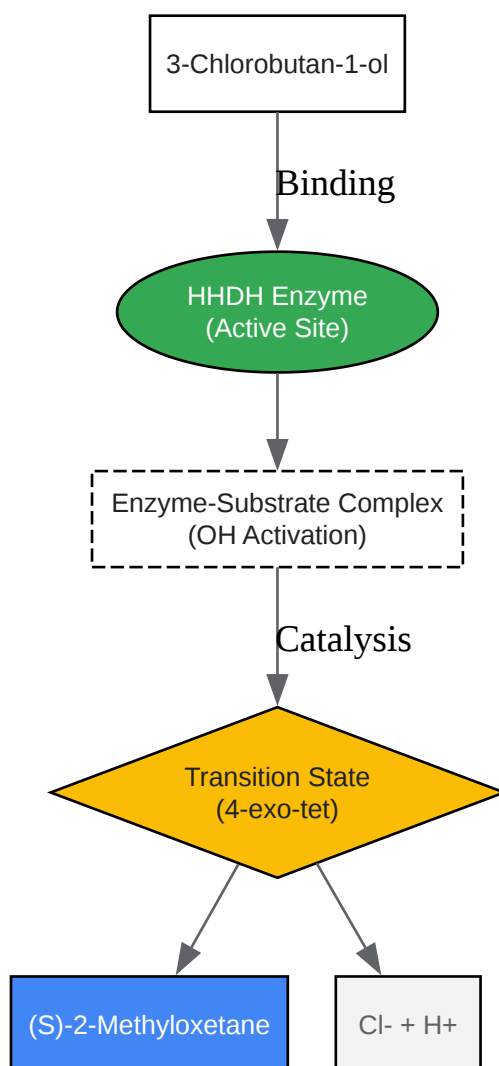 3-Chlorobutan-1-ol
Binding
HHDH Enzyme
(Active Site)
Enzyme-Substrate Complex
(OH Activation)
Catalysis
Transition State
(4-exo-tet)
(S)-2-Methyloxetane
Cl- + H+